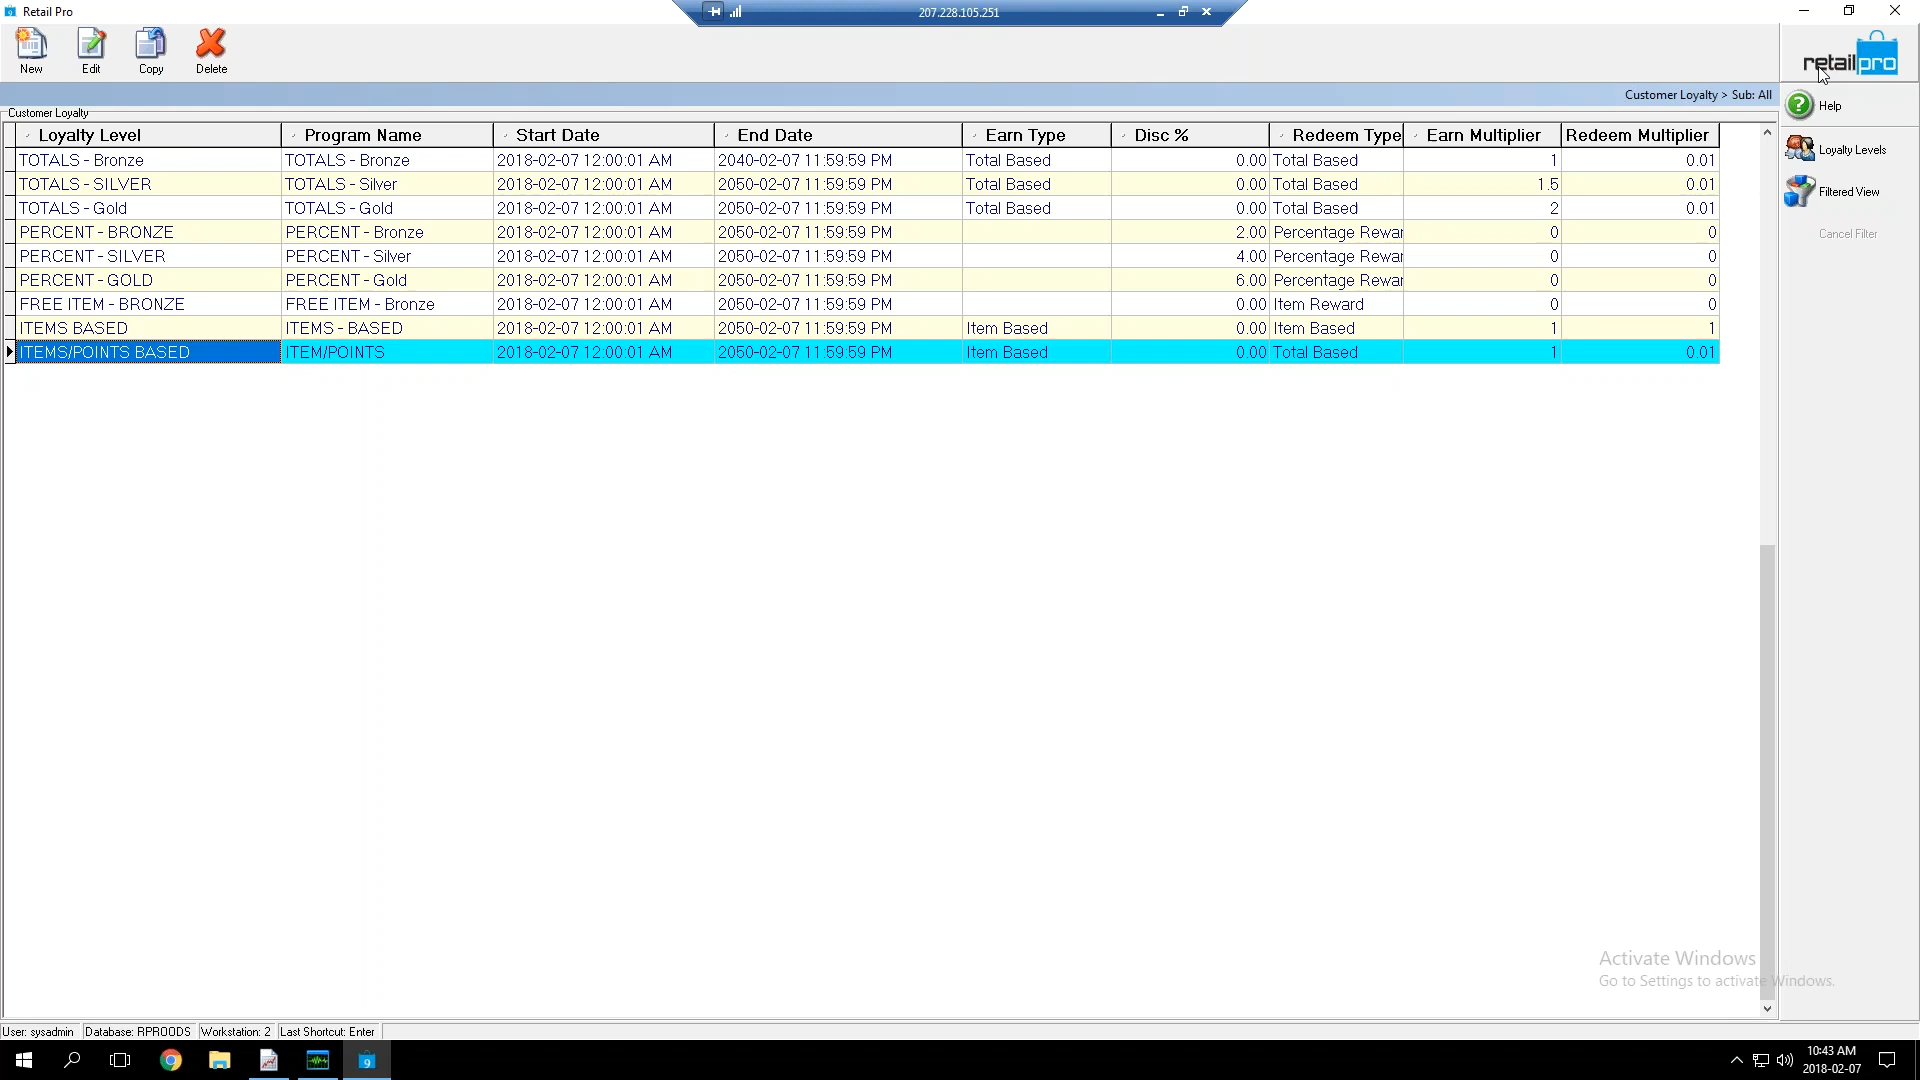 Retail Pro
207.228.105.251
New Edit Copy Delete
retailpro
Customer Loyalty > Sub: All
Help
Loyalty Levels
Filtered View
Cancel Filter
Customer Loyalty
Loyalty Level Program Name Start Date End Date Earn Type Disc % Redeem Type Earn Multiplier Redeem Multiplier
TOTALS - Bronze TOTALS - Bronze 2018-02-07 12:00:01 AM 2040-02-07 11:59:59 PM Total Based 0.00 Total Based 1 0.01
TOTALS - SILVER TOTALS - Silver 2018-02-07 12:00:01 AM 2050-02-07 11:59:59 PM Total Based 0.00 Total Based 1.5 0.01
TOTALS - Gold TOTALS - Gold 2018-02-07 12:00:01 AM 2050-02-07 11:59:59 PM Total Based 0.00 Total Based 2 0.01
PERCENT - BRONZE PERCENT - Bronze 2018-02-07 12:00:01 AM 2050-02-07 11:59:59 PM 2.00 Percentage Rewar 0 0
PERCENT - SILVER PERCENT - Silver 2018-02-07 12:00:01 AM 2050-02-07 11:59:59 PM 4.00 Percentage Rewar 0 0
PERCENT - GOLD PERCENT - Gold 2018-02-07 12:00:01 AM 2050-02-07 11:59:59 PM 6.00 Percentage Rewar 0 0
FREE ITEM - BRONZE FREE ITEM - Bronze 2018-02-07 12:00:01 AM 2050-02-07 11:59:59 PM 0.00 Item Reward 0 0
ITEMS BASED ITEMS - BASED 2018-02-07 12:00:01 AM 2050-02-07 11:59:59 PM Item Based 0.00 Item Based 1 1
ITEMS/POINTS BASED ITEM/POINTS 2018-02-07 12:00:01 AM 2050-02-07 11:59:59 PM Item Based 0.00 Total Based 1 0.01
Activate Windows
Go to Settings to activate Windows.
User: sysadmin Database: RPROODS Workstation: 2 Last Shortcut: Enter
9
10:43 AM
2018-02-07